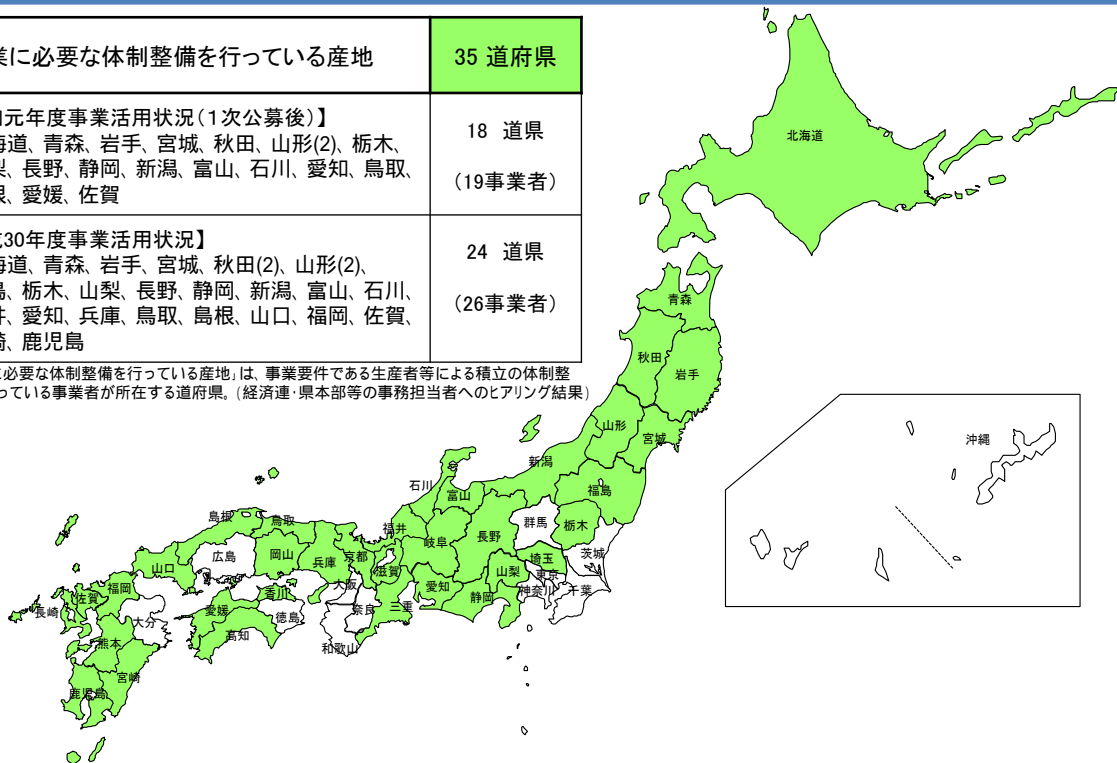 業に必要な体制整備を行っている産地
35 道府県
元年度事業活用状況(1次公募後)】
海道、青森、岩手、宮城、秋田、山形(2)、栃木、
梨、長野、静岡、新潟、富山、石川、愛知、鳥取、
根、愛媛、佐賀
18 道県
(19事業者)
30年度事業活用状況】
海道、青森、岩手、宮城、秋田(2)、山形(2)、
島、栃木、山梨、長野、静岡、新潟、富山、石川、
井、愛知、兵庫、鳥取、島根、山口、福岡、佐賀、
崎、鹿児島
24 道県
(26事業者)
に必要な体制整備を行っている産地」は、事業要件である生産者等による積立の体制整
っている事業者が所在する道府県。(経済連・県本部等の事務担当者へのヒアリング結果)
北海道
青森
秋田
岩手
山形
宮城
沖縄
新潟
福島
石川
富山
群馬
栃木
島根
鳥取
福井
長野
岐阜
広島
岡山
兵庫
京都
滋賀
埼玉
茨城
山口
山梨
東京
福岡
佐賀
香川
大阪
愛知
静岡
神奈川
千葉
長崎
大分
愛媛
徳島
奈良
三重
熊本
高知
和歌山
宮崎
鹿児島